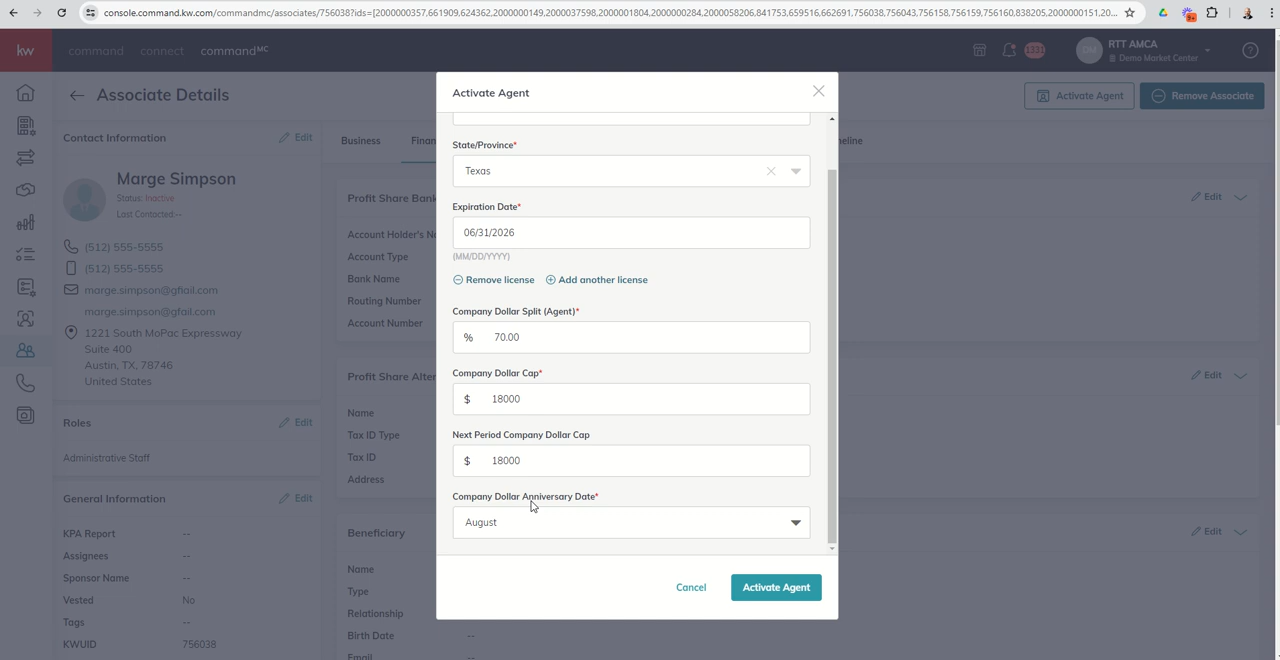 console.command.kw.com/commandmc/associates/756038?ids=[2000000357,661909,624362,2000000149,2000037598,2000001804,2000000284,2000058206,841753,659516,662691,756038,756043,756158,756159,756160,838205,2000000151,20...
9+
kw
command
connect
commandMC
1331
DM
RTT AMCA
Demo Market Center
Associate Details
Activate Agent
Remove Associate
Contact Information
Edit
Marge Simpson
Status: Inactive
Last Contacted --
(512) 555-5555
(512) 555-5555
marge.simpson@gfiail.com
marge.simpson@gfail.com
1221 South MoPac Expressway
Suite 400
Austin, TX, 78746
United States
Roles
Edit
Administrative Staff
General Information
Edit
KPA Report --
Assignees --
Sponsor Name --
Vested No
Tags --
KWUID 756038
Business
Finan
neline
Profit Share Bank
Edit
Account Holder's N
Account Type
Bank Name
Routing Number
Account Number
Profit Share Alter
Edit
Name
Tax ID Type
Tax ID
Address
Beneficiary
Edit
Name
Type
Relationship
Birth Date --
Email
Activate Agent
State/Province*
Texas
Expiration Date*
06/31/2026
(MM/DD/YYYY)
Remove license
Add another license
Company Dollar Split (Agent)*
% 70.00
Company Dollar Cap*
$ 18000
Next Period Company Dollar Cap
$ 18000
Company Dollar Anniversary Date*
August
Cancel
Activate Agent